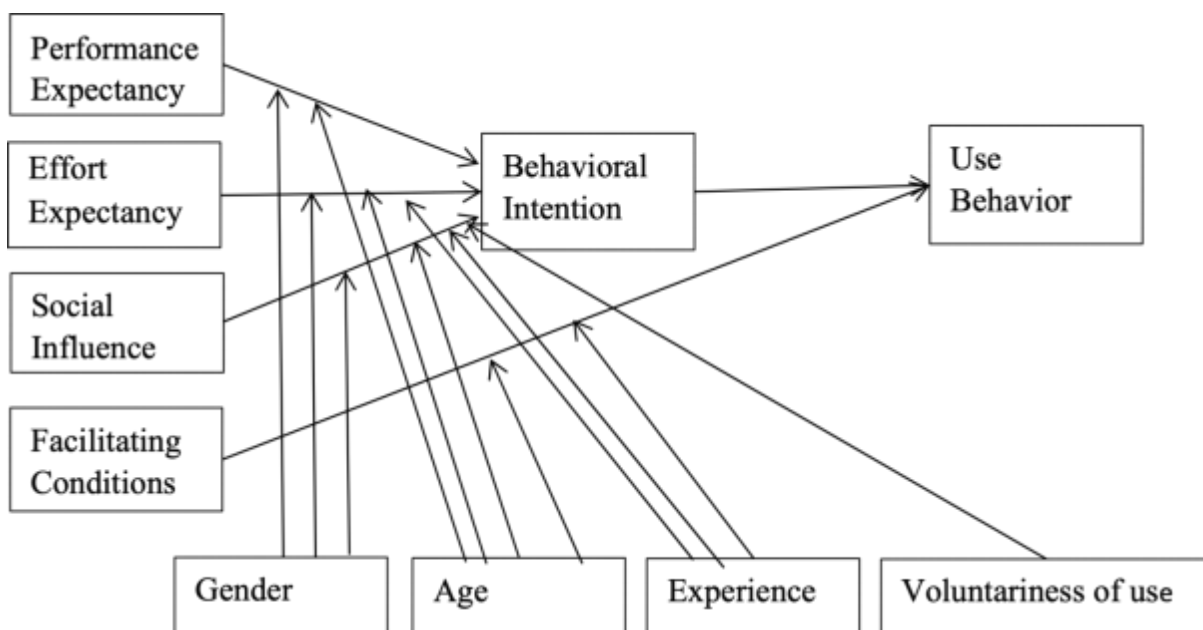 Performance
Expectancy
Effort
Expectancy
Behavioral
Intention
Use
Behavior
Social
Influence
Facilitating
Conditions
Gender
Age
Experience
Voluntariness of use